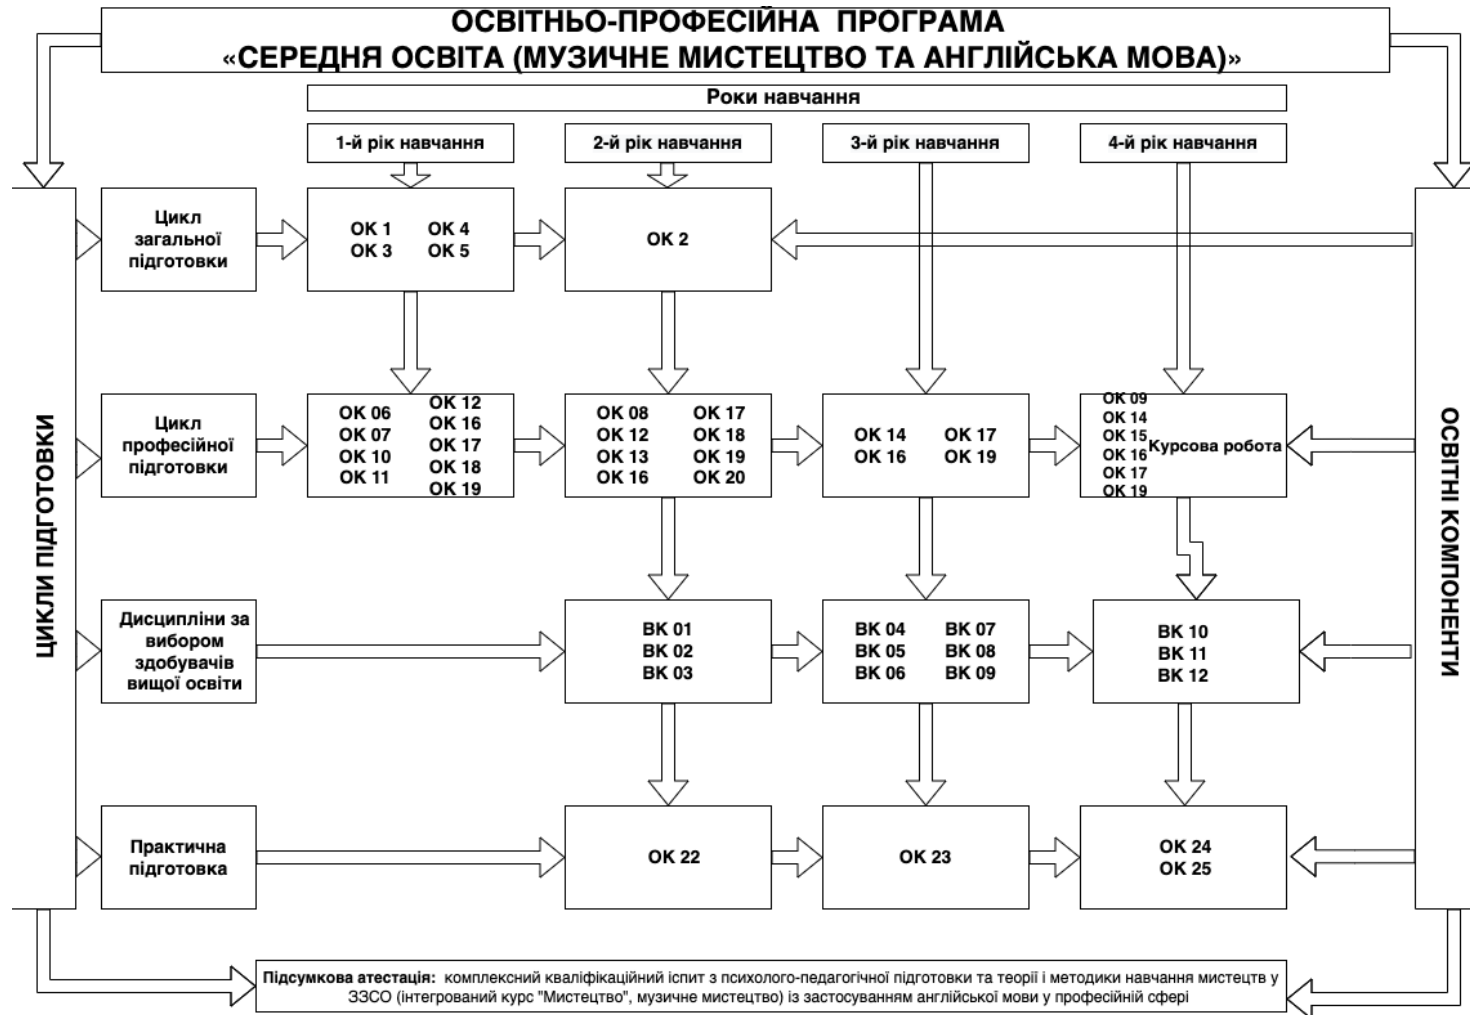 ОСВІТНЬО-ПРОФЕСІЙНА ПРОГРАМА
«СЕРЕДНЯ ОСВІТА (МУЗИЧНЕ МИСТЕЦТВО ТА АНГЛІЙСЬКА МОВА)»
Роки навчання
1-й рік навчання
2-й рік навчання
3-й рік навчання
4-й рік навчання
ЦИКЛИ ПІДГОТОВКИ
Цикл
загальної
підготовки
ОК 1
ОК 3
ОК 4
ОК 5
ОК 2
Цикл
професійної
підготовки
ОК 06
ОК 07
ОК 10
ОК 11
ОК 12
ОК 16
ОК 17
ОК 18
ОК 19
ОК 08
ОК 12
ОК 13
ОК 16
ОК 17
ОК 18
ОК 19
ОК 20
ОК 14
ОК 16
ОК 17
ОК 19
ОК 09
ОК 14
ОК 15
ОК 16
ОК 17
ОК 19
Курсова робота
Дисципліни за
вибором
здобувачів
вищої освіти
ВК 01
ВК 02
ВК 03
ВК 04
ВК 05
ВК 06
ВК 07
ВК 08
ВК 09
ВК 10
ВК 11
ВК 12
Практична
підготовка
ОК 22
ОК 23
ОК 24
ОК 25
ОСВІТНІ КОМПОНЕНТИ
Підсумкова атестація: комплексний кваліфікаційний іспит з психолого-педагогічної підготовки та теорії і методики навчання мистецтв у
ЗЗСО (інтегрований курс "Мистецтво", музичне мистецтво) із застосуванням англійської мови у професійній сфері